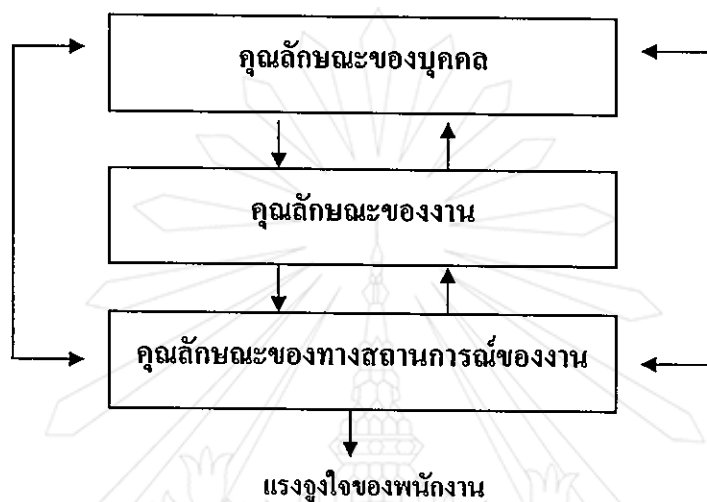 คุณลักษณะของบุคคล
คุณลักษณะของงาน
คุณลักษณะของทางสถานการณ์ของงาน
แรงจูงใจของพนักงาน